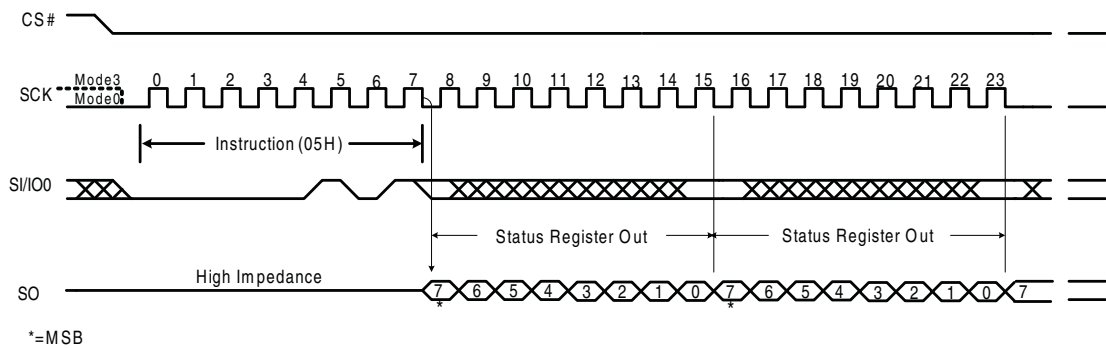 CS#
Mode3
SCK
Mode0
0 1 2 3 4 5 6 7 8 9 10 11 12 13 14 15 16 17 18 19 20 21 22 23
Instruction (05H)
SI/IO0
Status Register Out Status Register Out
High Impedance
SO
7 6 5 4 3 2 1 0 7 6 5 4 3 2 1 0 7
* *
*=MSB